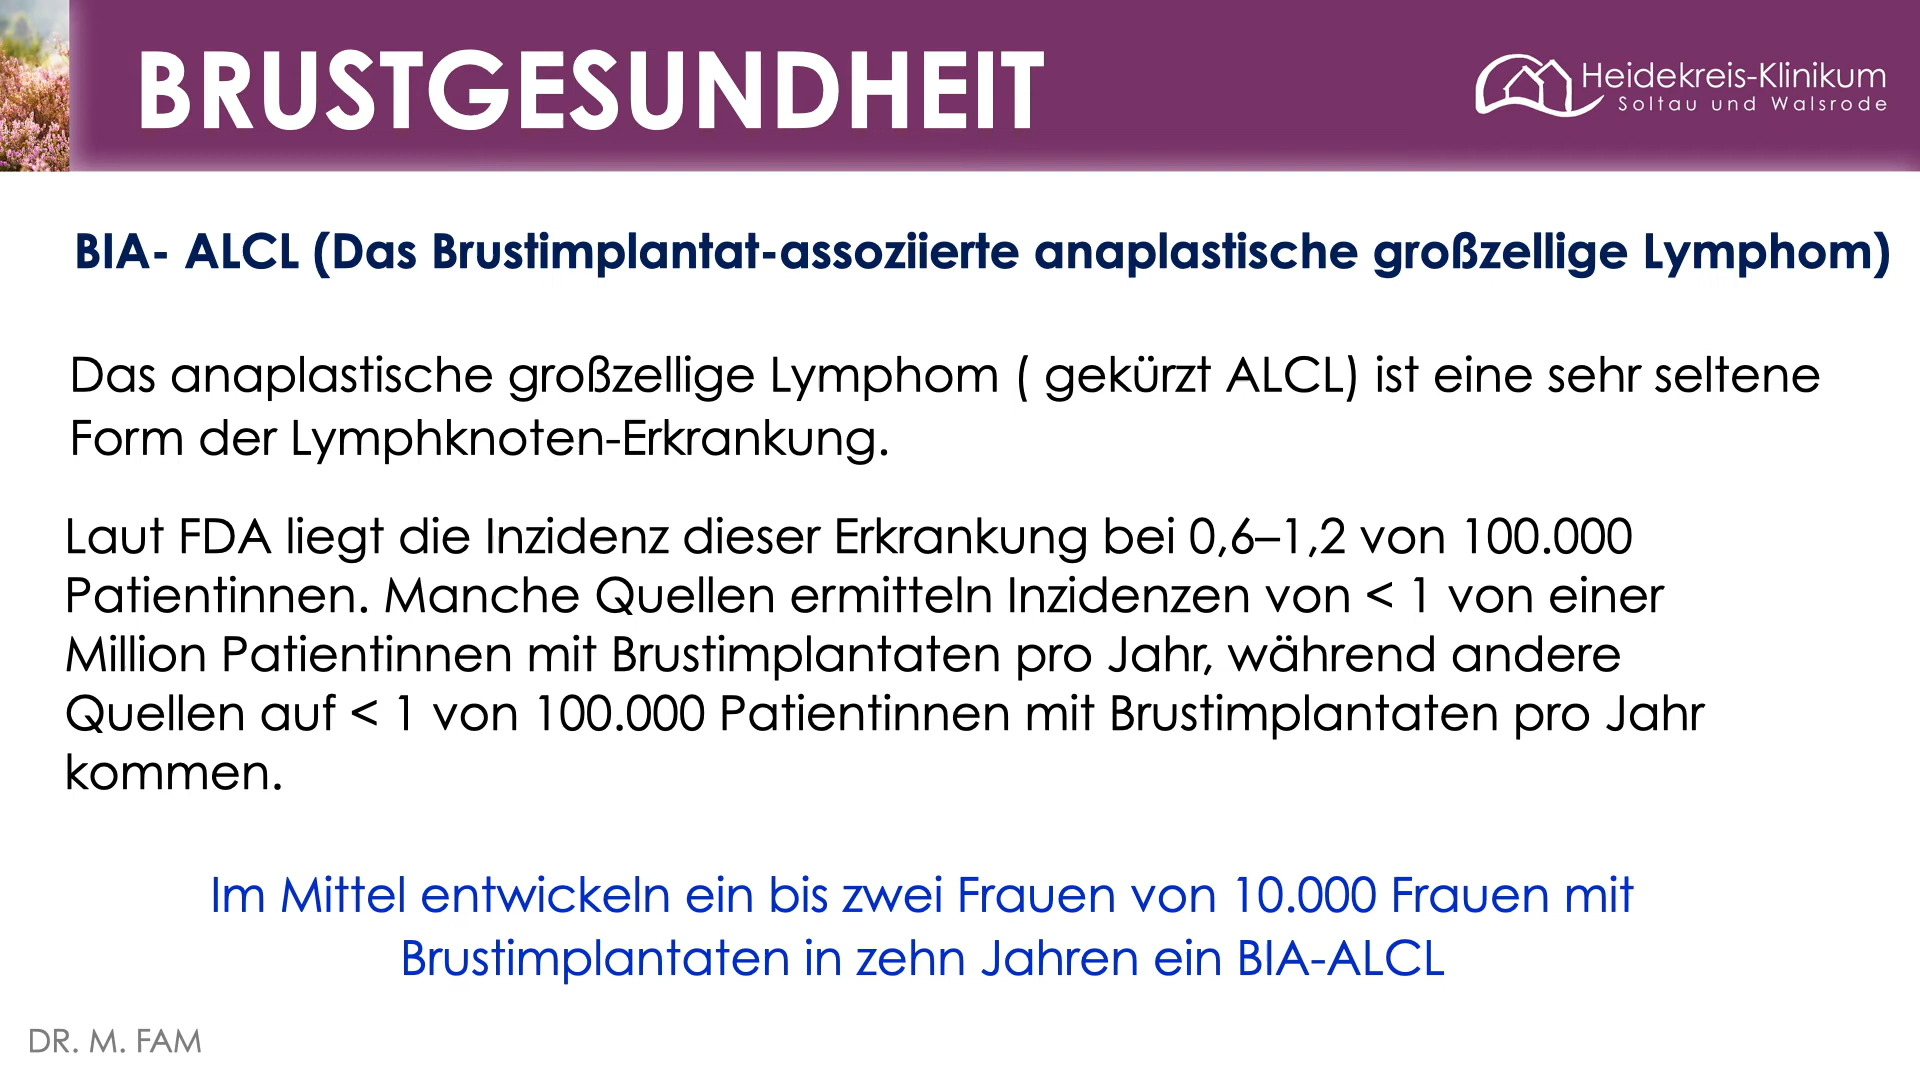 BRUSTGESUNDHEIT
Heidekreis-Klinikum
Soltau und Walsrode
BIA- ALCL (Das Brustimplantat-assoziierte anaplastische großzellige Lymphom)
Das anaplastische großzellige Lymphom ( gekürzt ALCL) ist eine sehr seltene
Form der Lymphknoten-Erkrankung.
Laut FDA liegt die Inzidenz dieser Erkrankung bei 0,6–1,2 von 100.000
Patientinnen. Manche Quellen ermitteln Inzidenzen von < 1 von einer
Million Patientinnen mit Brustimplantaten pro Jahr, während andere
Quellen auf < 1 von 100.000 Patientinnen mit Brustimplantaten pro Jahr
kommen.
Im Mittel entwickeln ein bis zwei Frauen von 10.000 Frauen mit
Brustimplantaten in zehn Jahren ein BIA-ALCL
DR. M. FAM